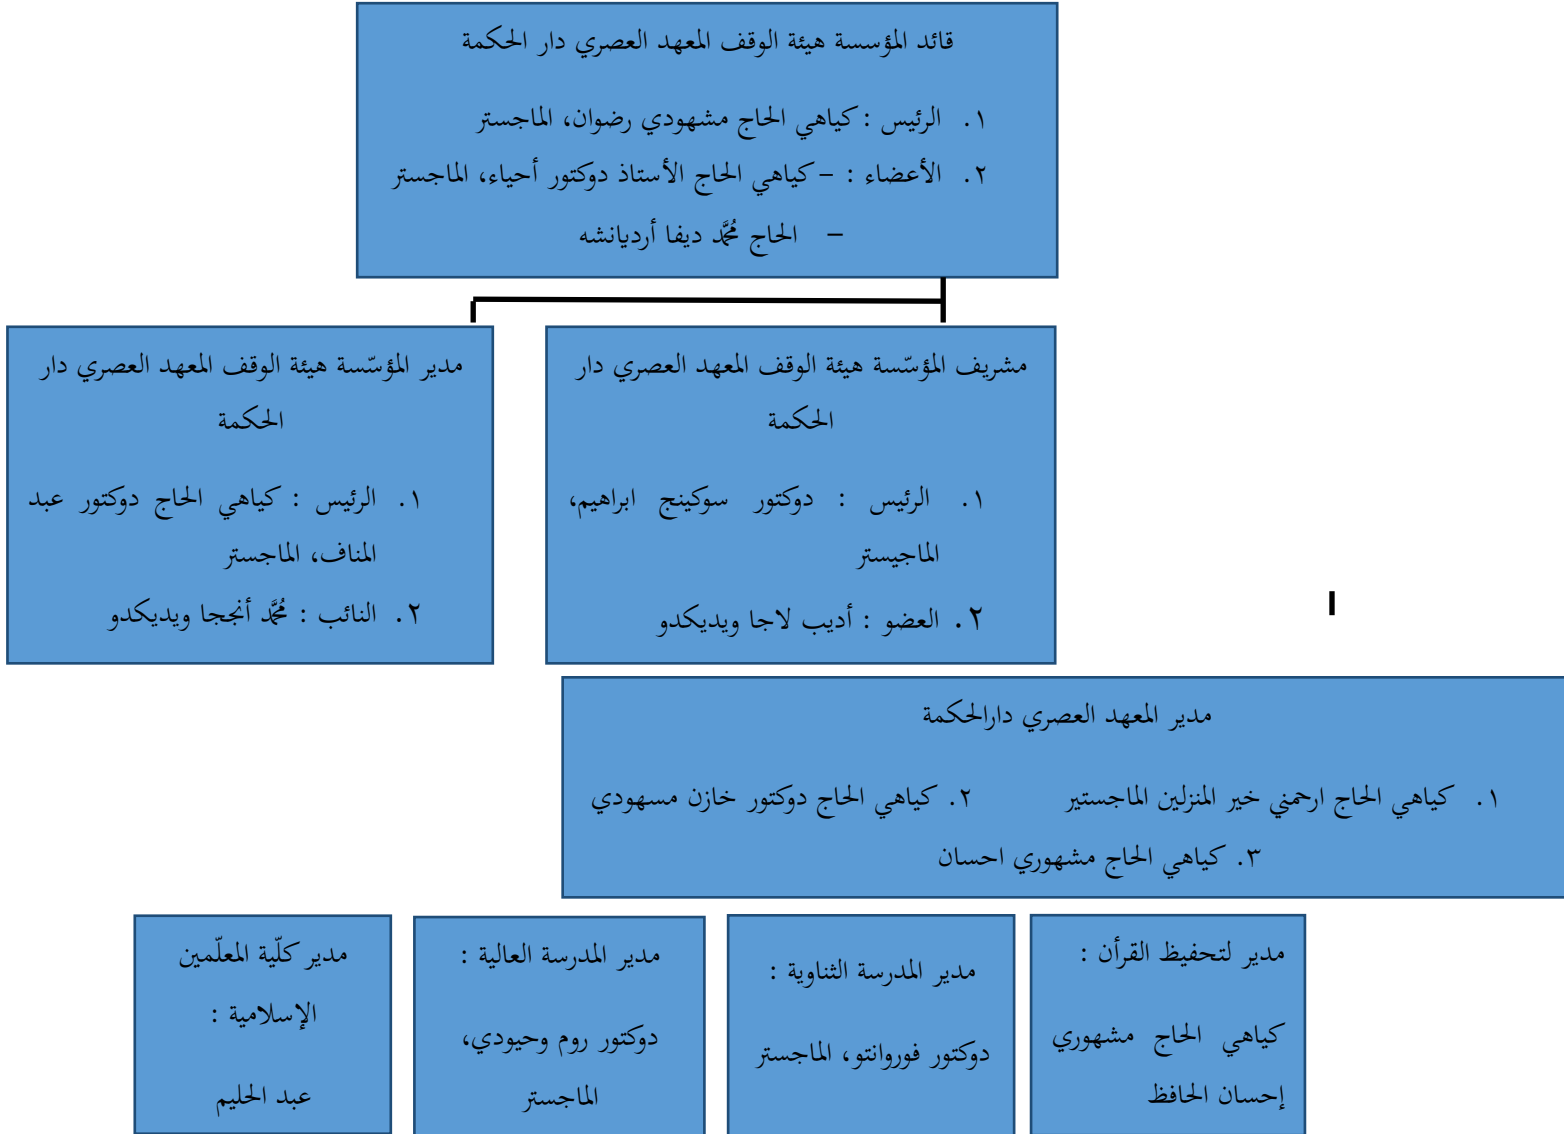 قائد المؤسسة هيئة الوقف المعهد العصري دار الحكمة
١. الرئيس : كياهي الحاج مشهودي رضوان، الماجستر
٢. الأعضاء : – كياهي الحاج الأستاذ دوكتور أحياء، الماجستر
– الحاج مُحَّد ديفا أرديانشه
مشريف المؤسّسة هيئة الوقف المعهد العصري دار
الحكمة
١. الرئيس : دوكتور سوكينج ابراهيم،
الماجيستر
٢. العضو : أديب لاجا ويديكدو
مدير المؤسّسة هيئة الوقف المعهد العصري دار
الحكمة
١. الرئيس : كياهي الحاج دوكتور عبد
المناف، الماجستر
٢. النائب : مُحَّد أنججا ويديكدو
مدير المعهد العصري دارالحكمة
١. كياهي الحاج ارحمني خير المنزلين الماجستير ٢. كياهي الحاج دوكتور خازن مسهودي
٣. كياهي الحاج مشهوري احسان
مدير لتحفيظ القرأن :
كياهي الحاج مشهوري
إحسان الحافظ
مدير المدرسة الثناوية :
دوكتور فوروانتو، الماجستر
مدير المدرسة العالية :
دوكتور روم وحيودي،
الماجستر
مدير كلّية المعلّمين
الإسلامية :
عبد الحليم